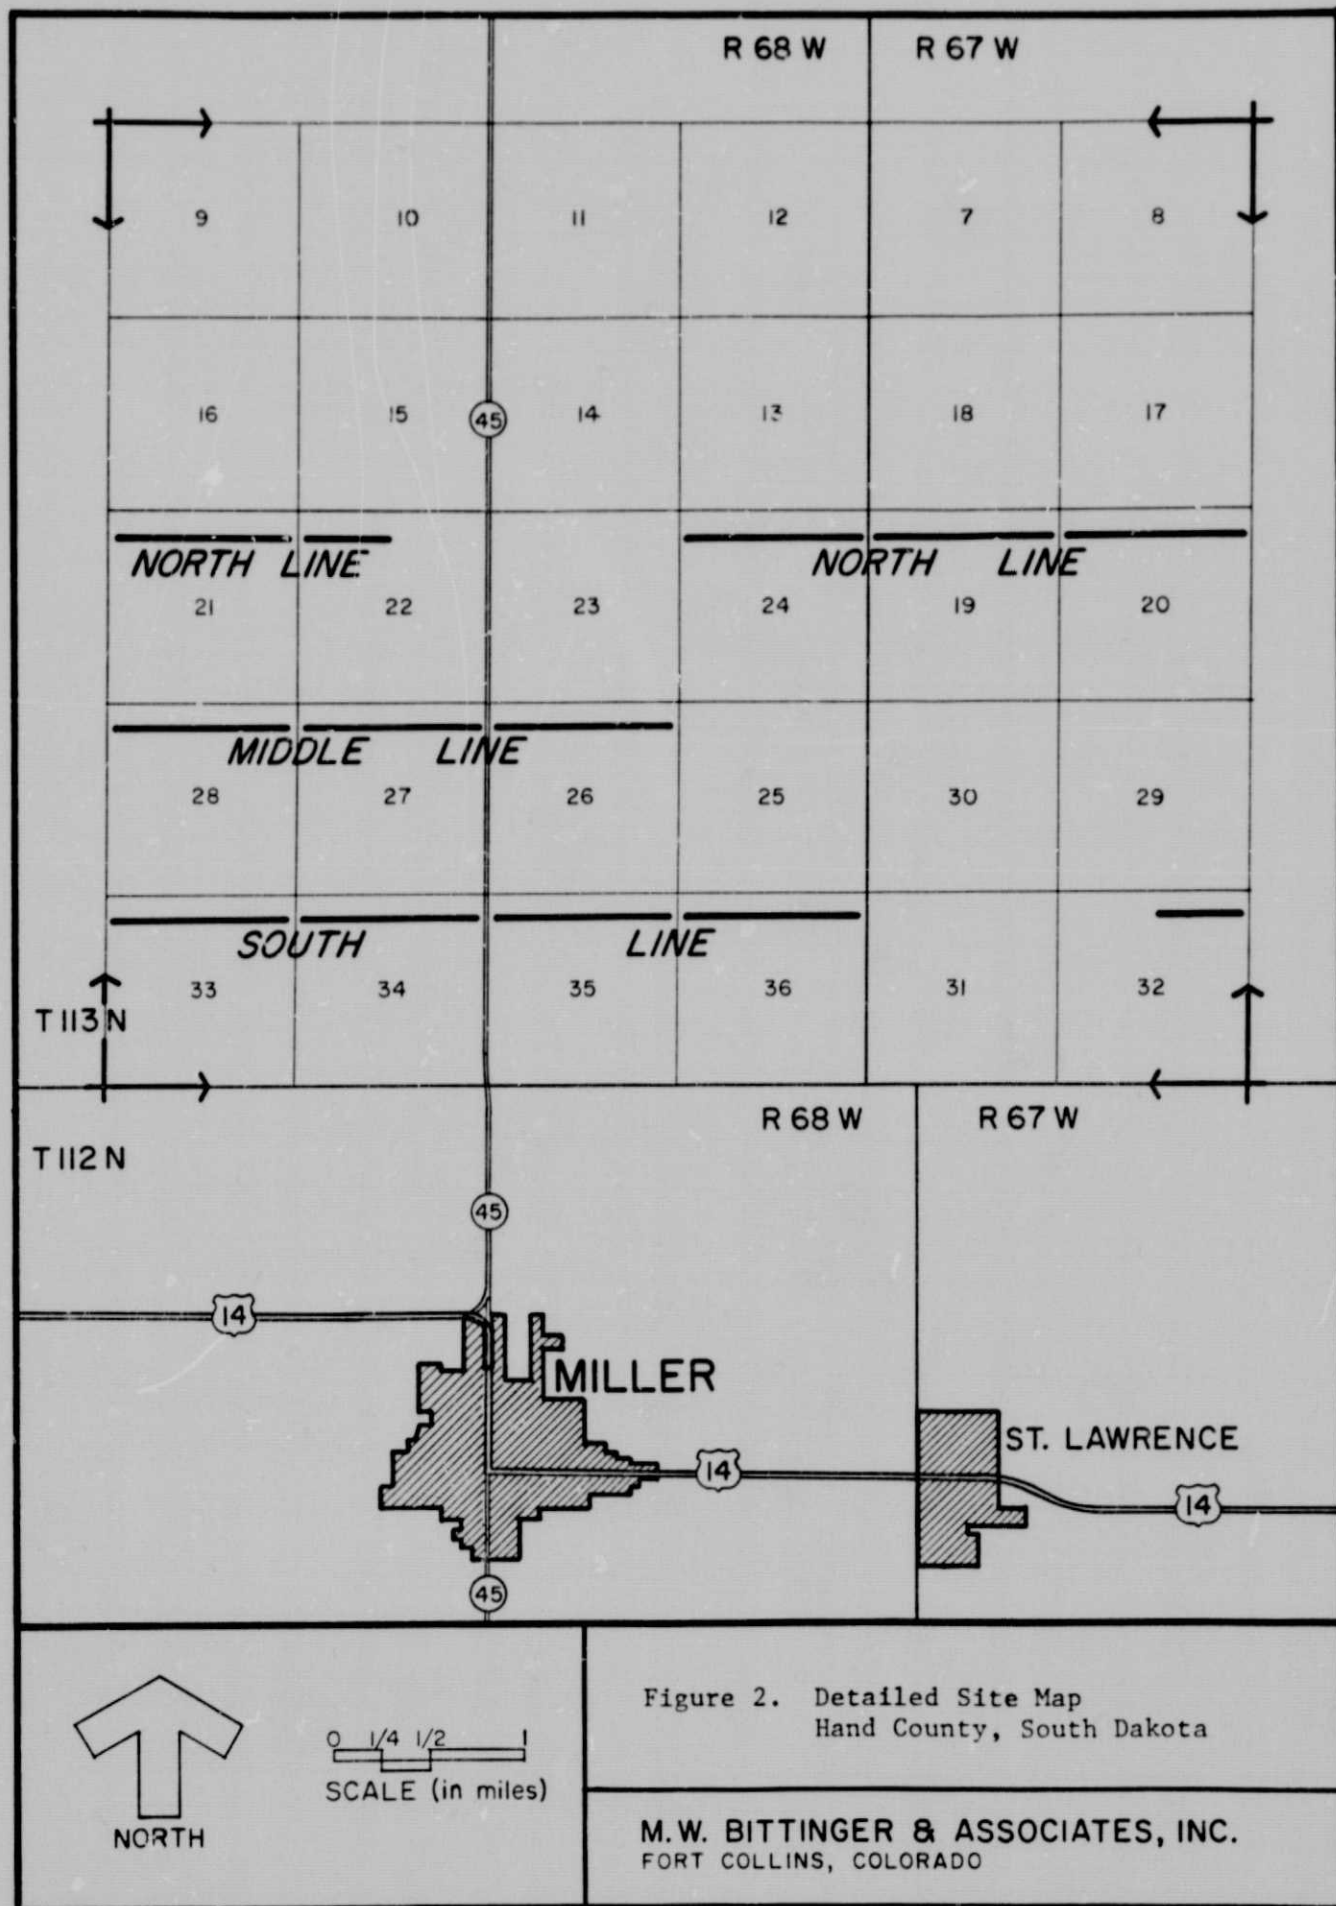 R 68 W R 67 W
9 10 11 12 7 8
16 15 45 14 13 18 17
NORTH LINE NORTH LINE
21 22 23 24 19 20
MIDDLE LINE
28 27 26 25 30 29
SOUTH LINE
33 34 35 36 31 32
T 113 N
R 68 W R 67 W
T 112 N
45
14
MILLER
ST. LAWRENCE
14
14
45
0 1/4 1/2 1
SCALE (in miles)
NORTH
Figure 2. Detailed Site Map
Hand County, South Dakota
M.W. BITTINGER & ASSOCIATES, INC.
FORT COLLINS, COLORADO